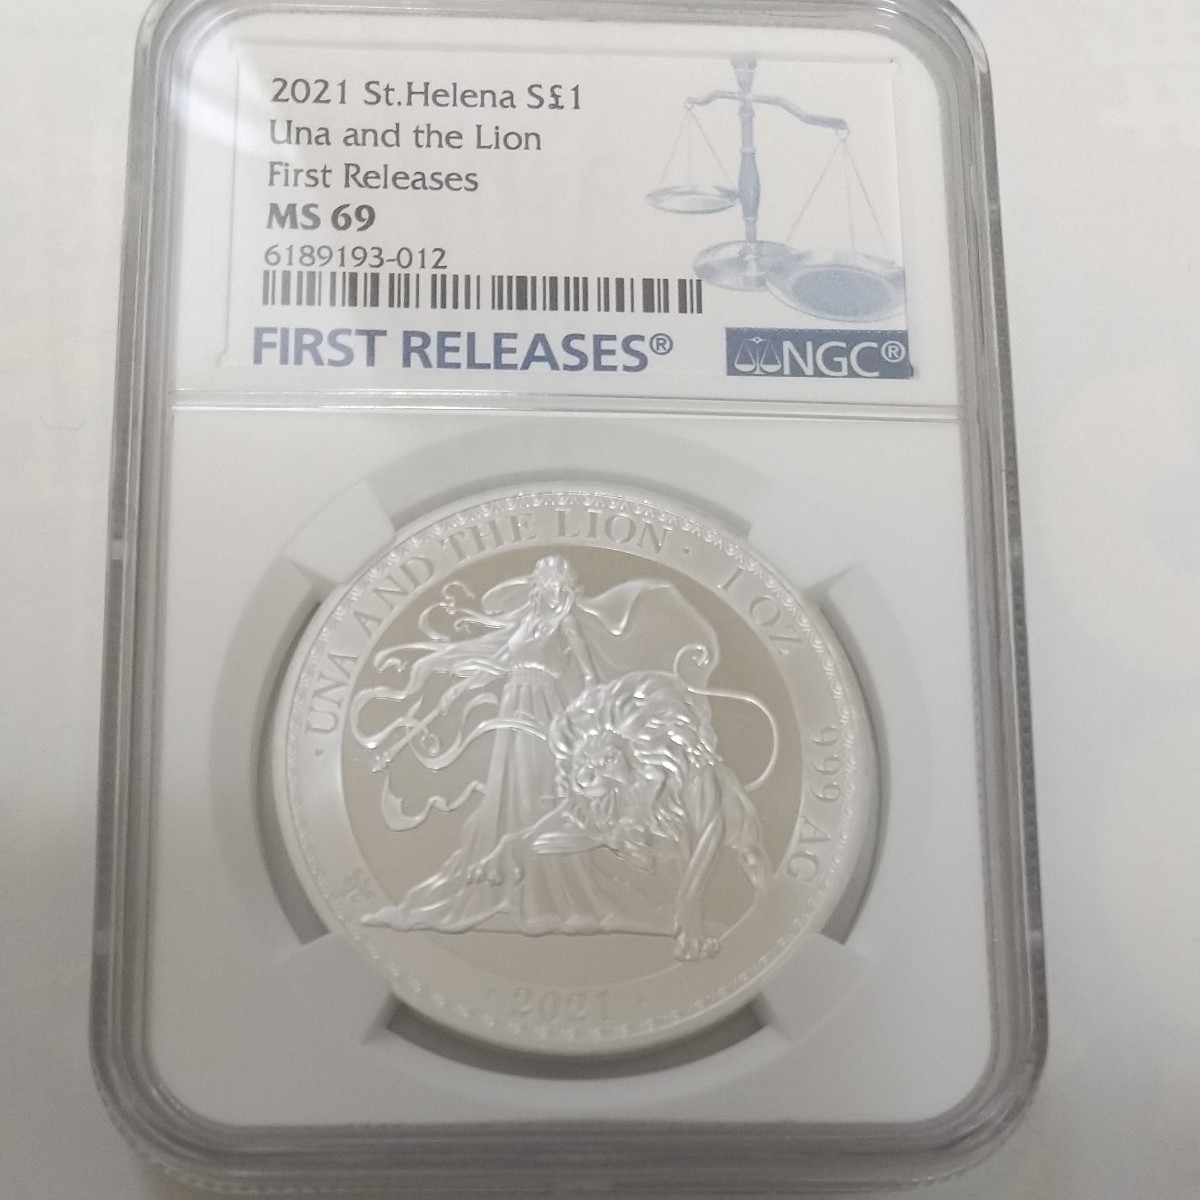 2021 St.Helena S£1
Una and the Lion
First Releases
MS 69
6189193-012
FIRST RELEASES®
NGC®
· UNA AND THE LION · 1 OZ 999 AG
· 2021 ·